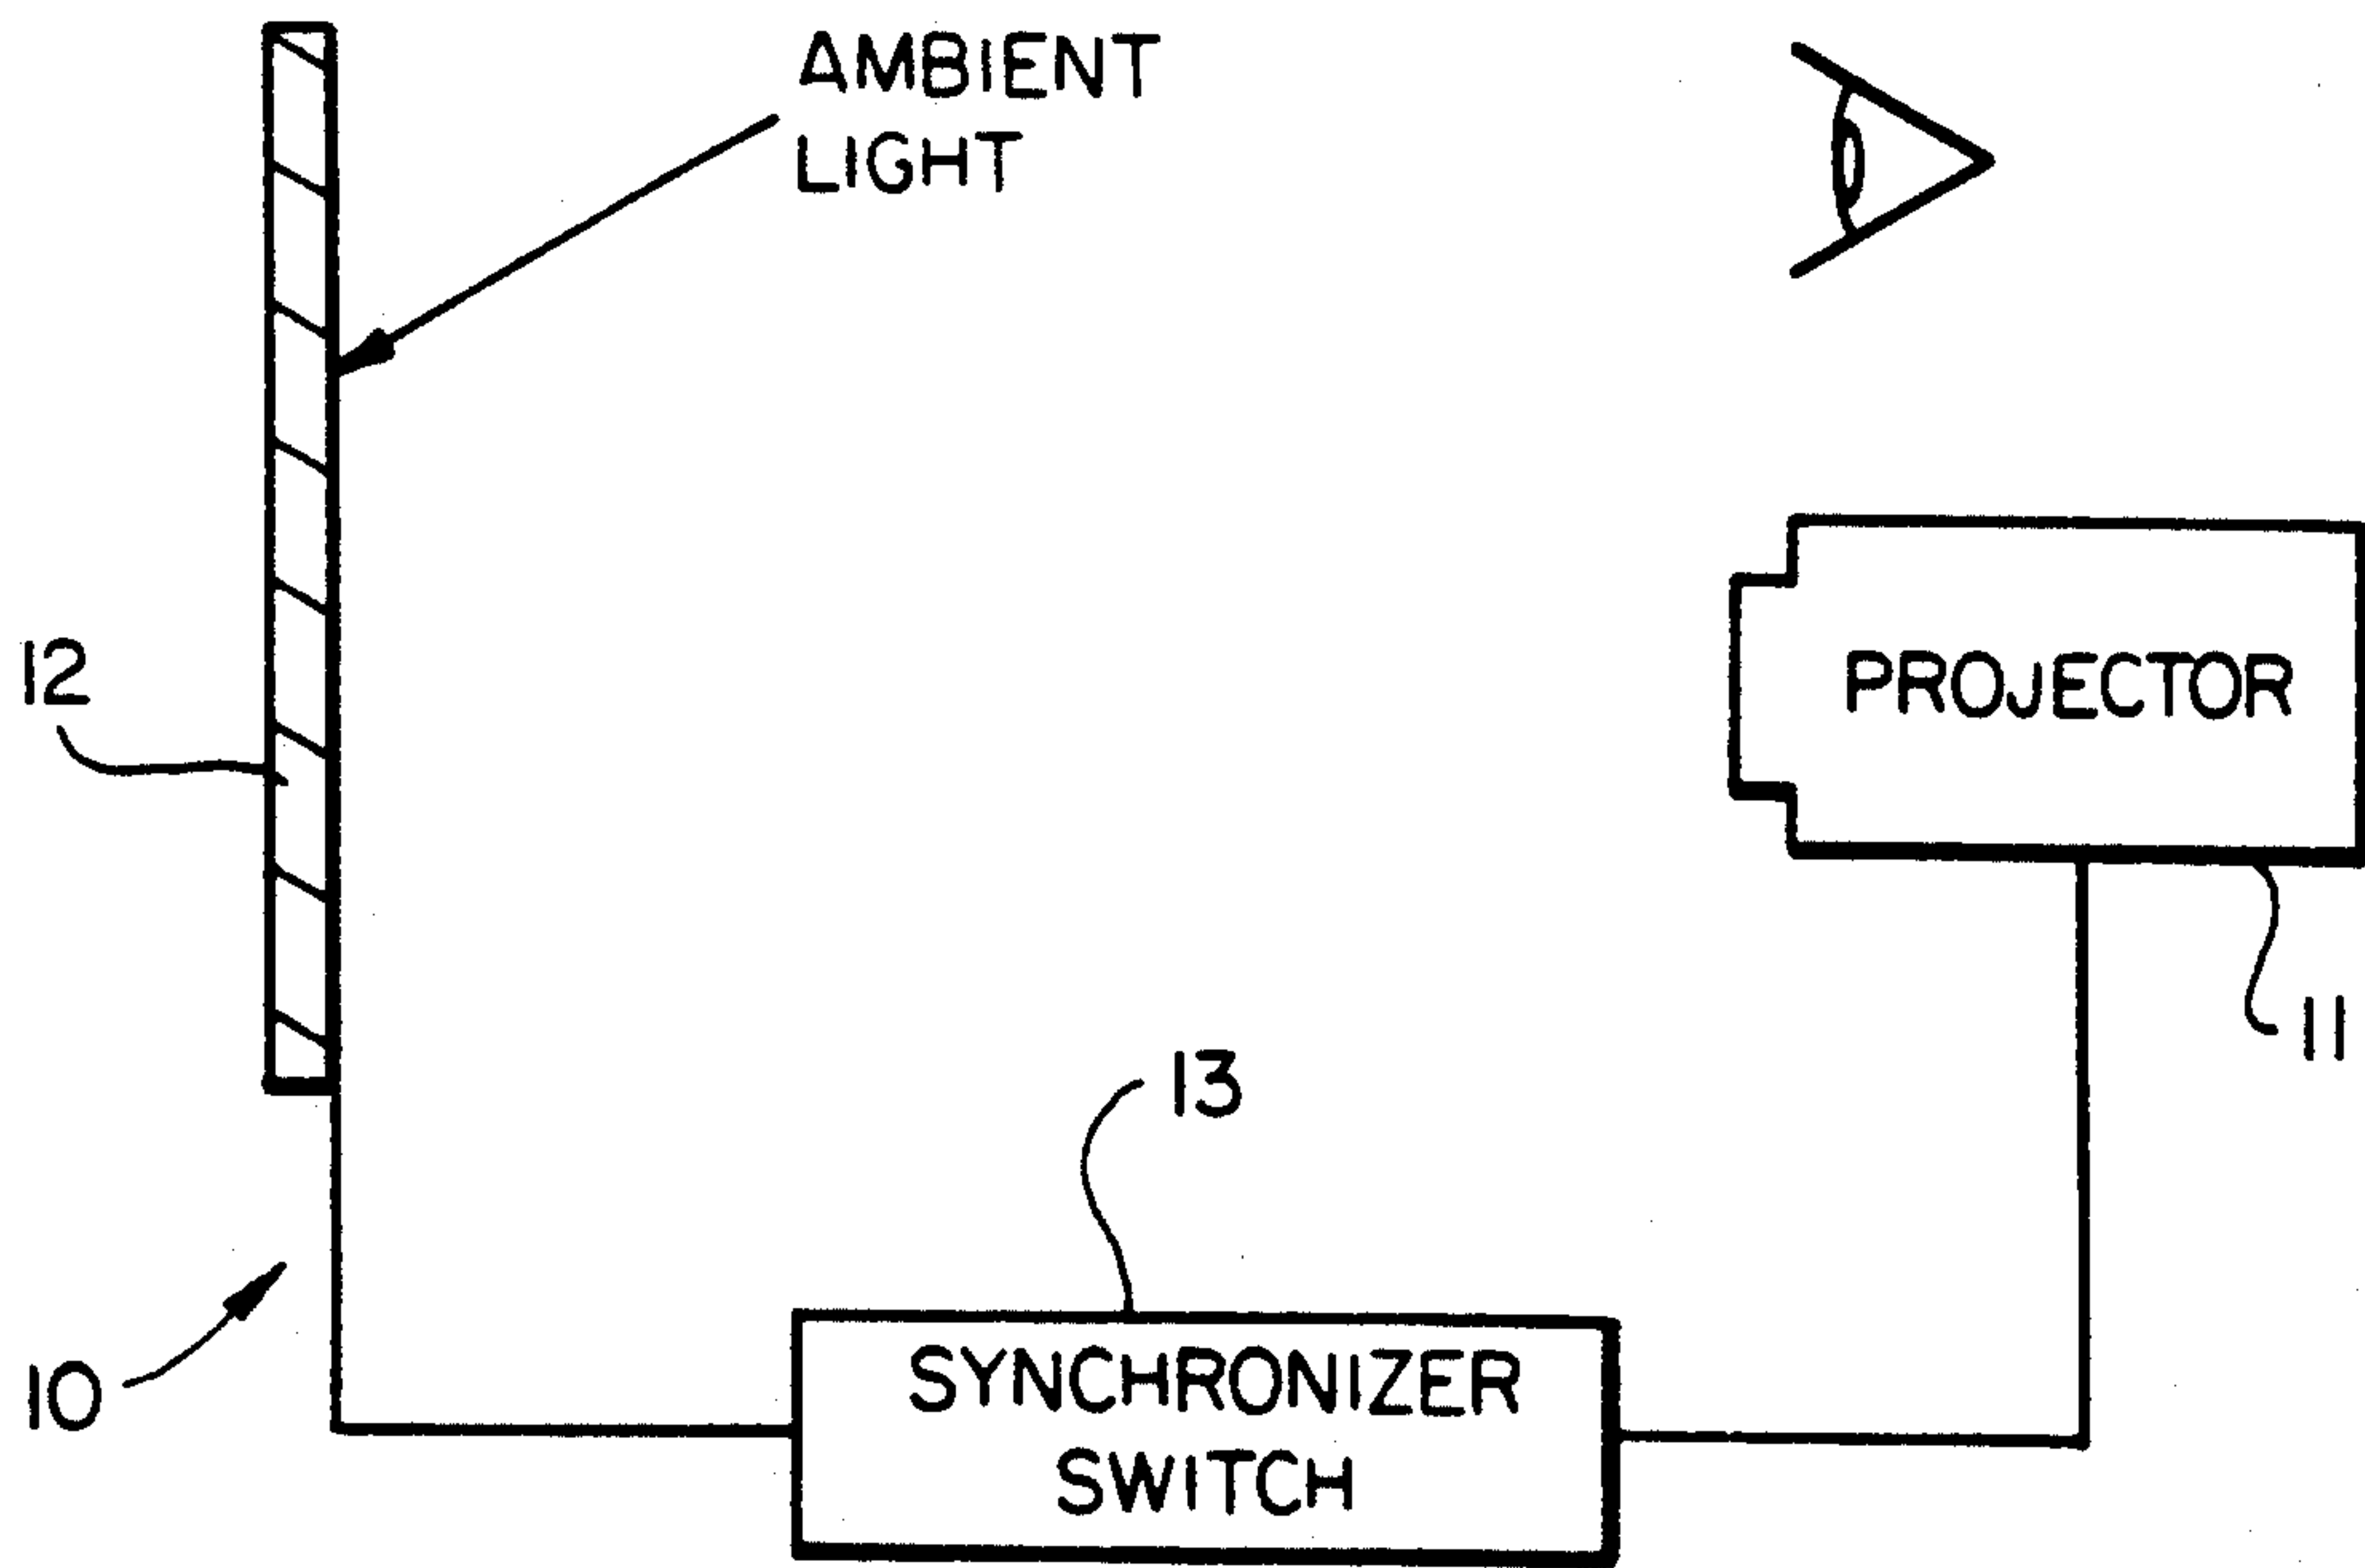 AMBIENT
LIGHT
12
PROJECTOR
11
13
10
SYNCHRONIZER
SWITCH